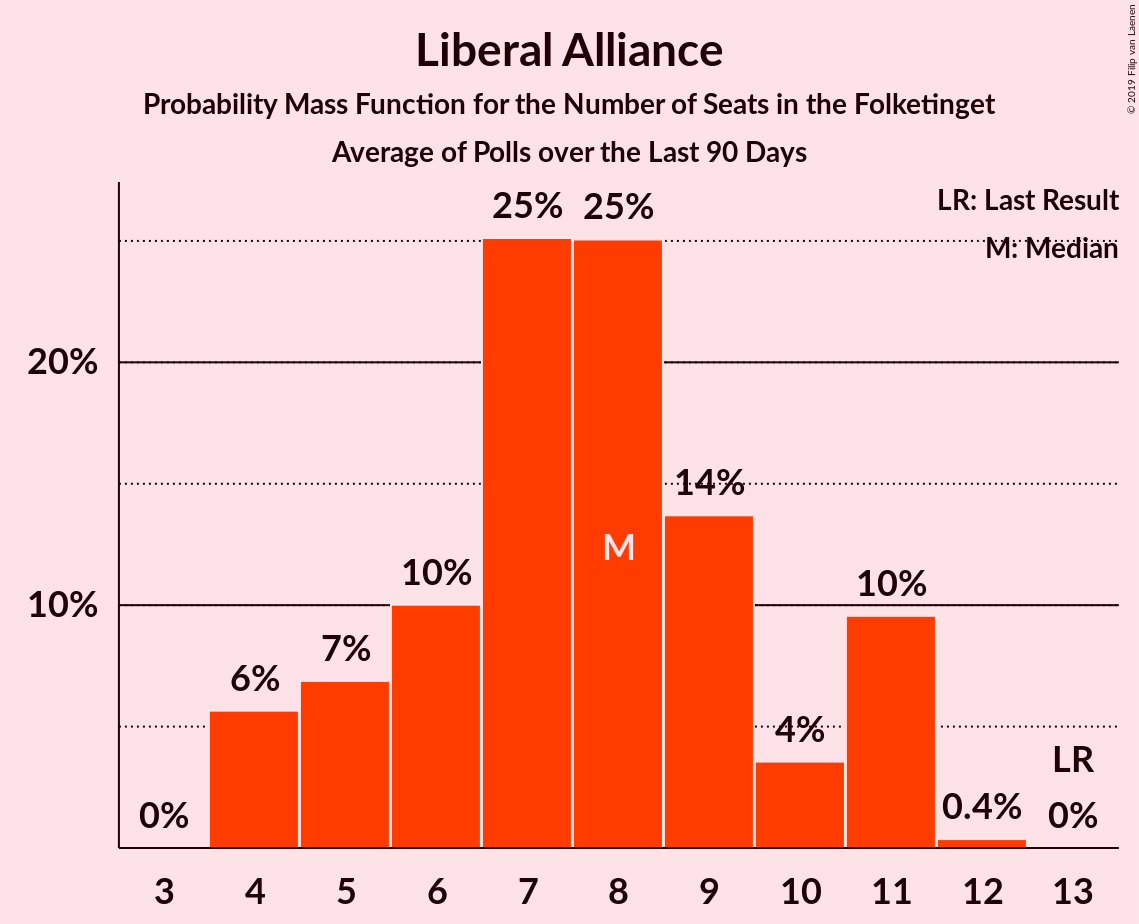 Liberal Alliance
Probability Mass Function for the Number of Seats in the Folketinget
Average of Polls over the Last 90 Days
© 2019 Filip van Laenen
LR: Last Result
M: Median
25% 25%
20%
14%
M
10% 10%
10%
7%
6%
4%
LR
0% 0.4% 0%
3 4 5 6 7 8 9 10 11 12 13